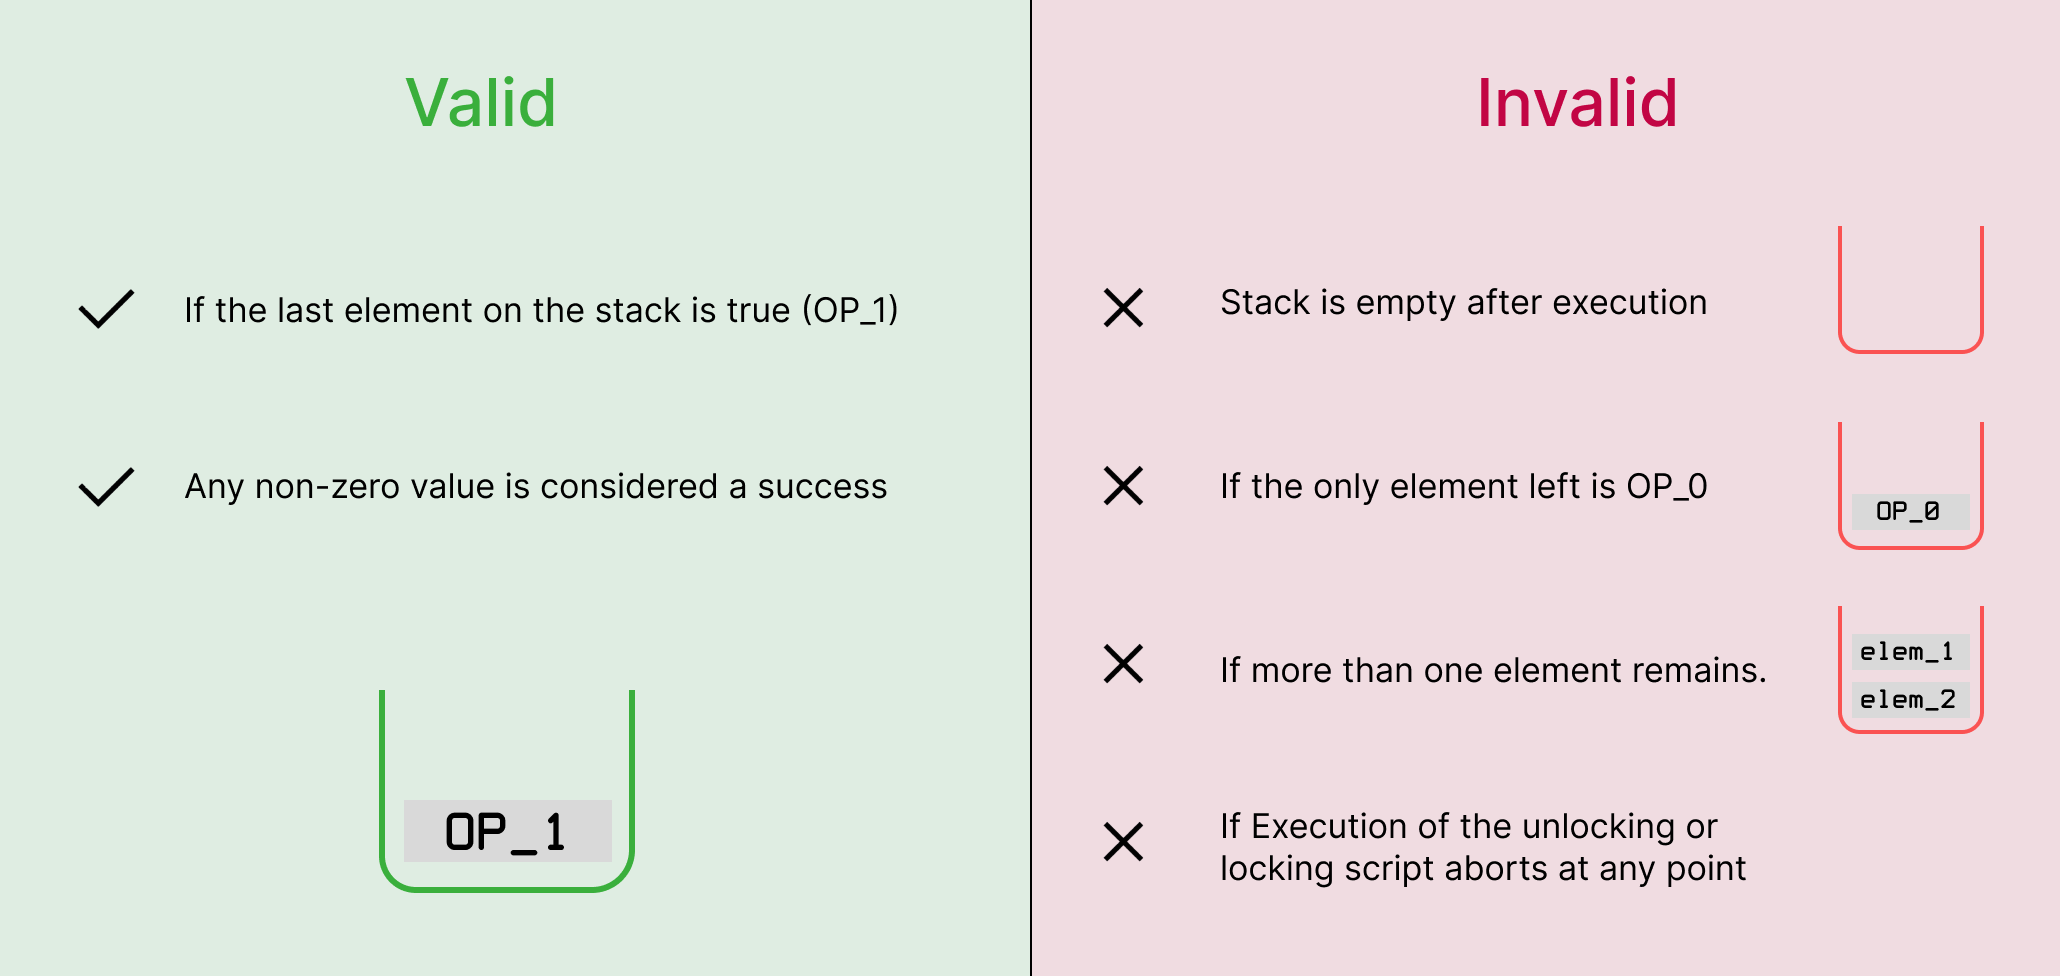 Valid
If the last element on the stack is true (OP_1)
Any non-zero value is considered a success
OP_1
Invalid
Stack is empty after execution
If the only element left is OP_0
OP_0
If more than one element remains.
elem_1
elem_2
If Execution of the unlocking or
locking script aborts at any point